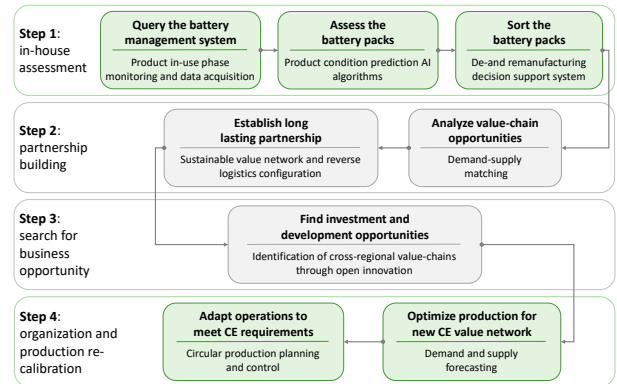 Step 1:
in-house
assessment
Query the battery
management system
Product in-use phase
monitoring and data acquisition
Assess the
battery packs
Product condition prediction AI
algorithms
Sort the
battery packs
De-and remanufacturing
decision support system
Step 2:
partnership
building
Establish long
lasting partnership
Sustainable value network and reverse
logistics configuration
Analyze value-chain
opportunities
Demand-supply
matching
Step 3:
search for
business
opportunity
Find investment and
development opportunities
Identification of cross-regional value-chains
through open innovation
Step 4:
organization and
production re-
calibration
Adapt operations to
meet CE requirements
Circular production planning
and control
Optimize production for
new CE value network
Demand and supply
forecasting